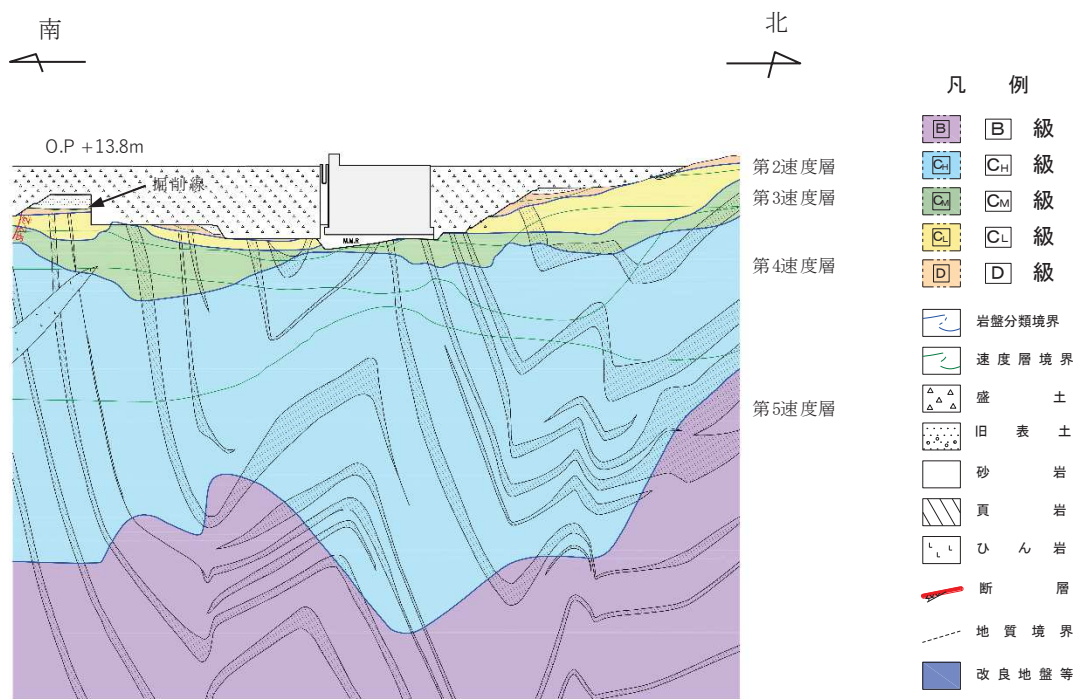 南
北
O.P +13.8m
掘削線
M.M.R
第2速度層
第3速度層
第4速度層
第5速度層
凡 例
B B 級
CH CH 級
CM CM 級
CL CL 級
D D 級
岩盤分類境界
速度層境界
盛 土
旧 表 土
砂 岩
頁 岩
ひ ん 岩
断 層
地 質 境 界
改 良 地 盤 等